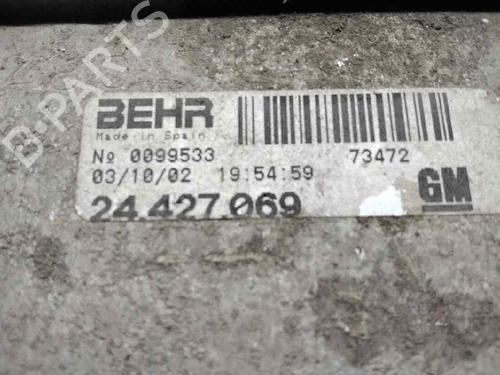 B-PARTS
BEHR
Made in Spain
№ 0099533 73472
03/10/02 19:54:59
24.427.069 GM